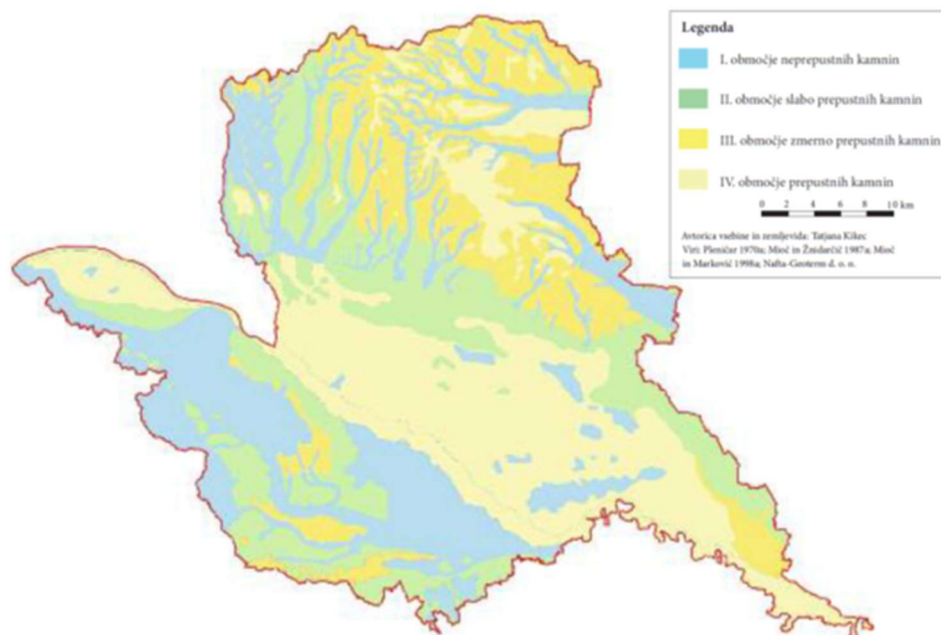 Legenda
I. območje neprepustnih kamnin
II. območje slabo prepustnih kamnin
III. območje zmerno prepustnih kamnin
IV. območje prepustnih kamnin
0 2 4 6 8 10 km
Avtorica vsebine in zemljevida: Tatjana Kikec
Viri: Pleničar 1970a; Mioč in Žnidarčič 1987a; Mioč
in Marković 1998a; Nafta-Geoterm d. o. o.